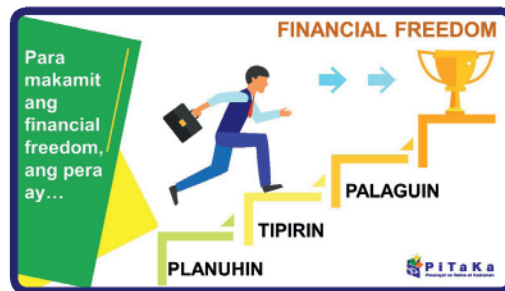 FINANCIAL FREEDOM
Para
makamit
ang
financial
freedom,
ang pera
ay...
PALAGUIN
TIPIRIN
PLANUHIN
PiTaKa